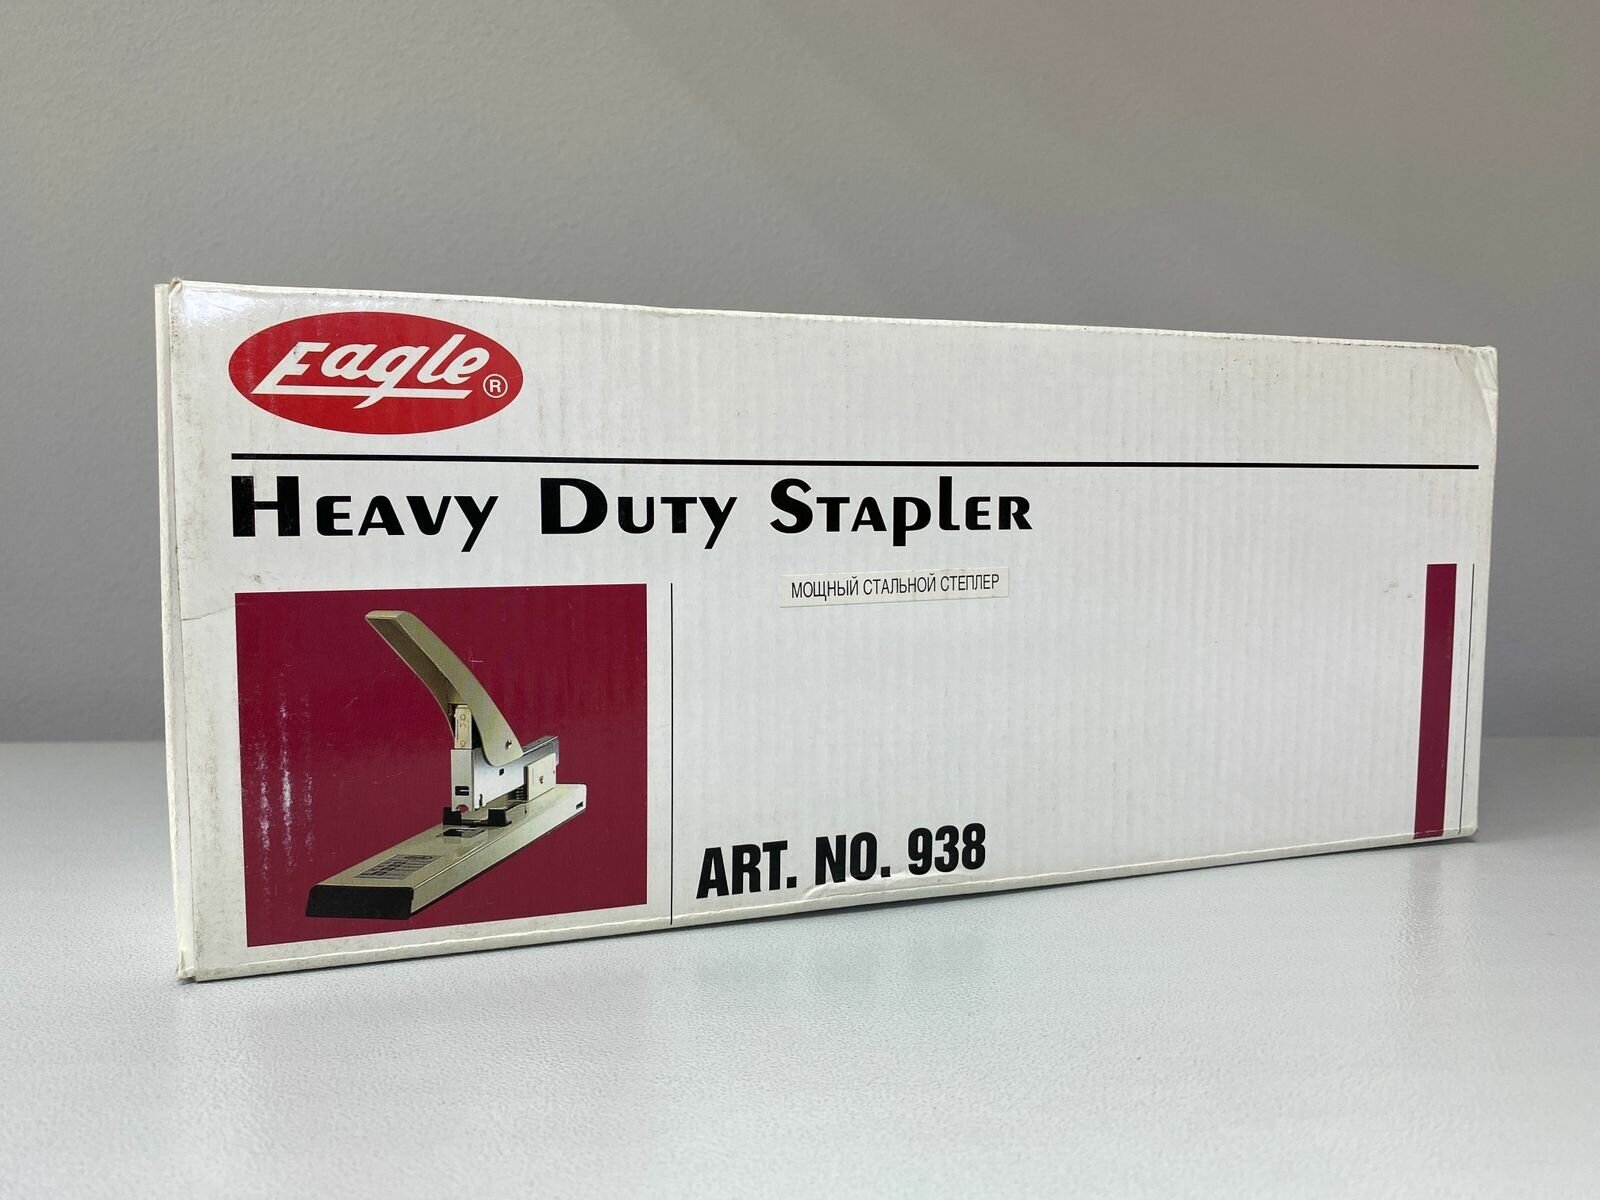 Eagle ®
HEAVY DUTY STAPLER
МОЩНЫЙ СТАЛЬНОЙ СТЕПЛЕР
ART. NO. 938